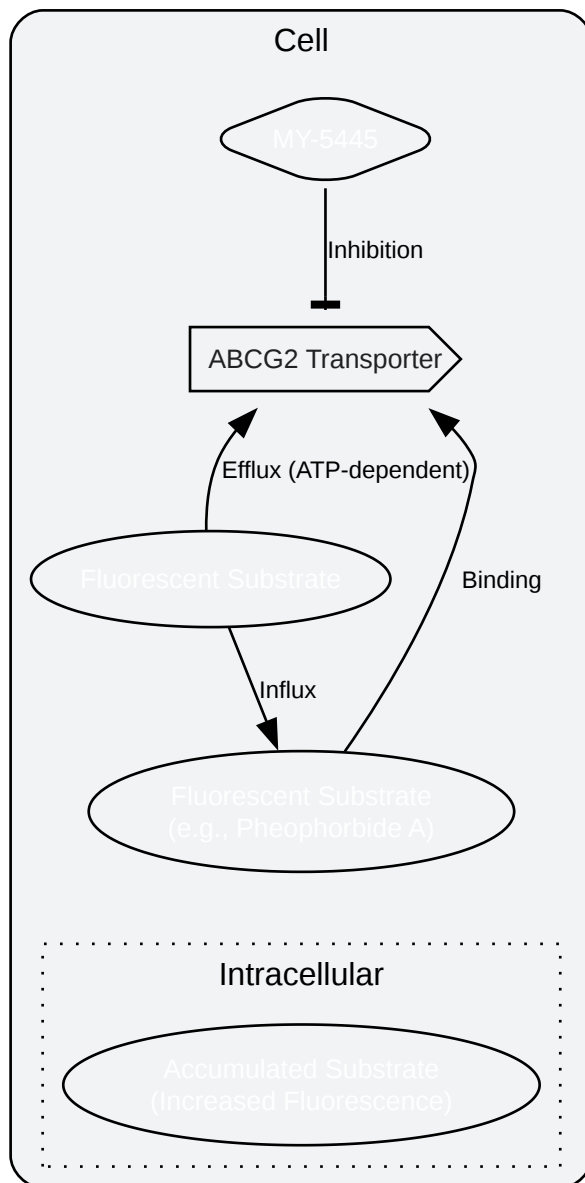 Cell
MY-5445
Inhibition
ABCG2 Transporter
Efflux (ATP-dependent)
Fluorescent Substrate
Binding
Influx
Fluorescent Substrate
(e.g., Pheophorbide A)
Intracellular
Accumulated Substrate
(Increased Fluorescence)